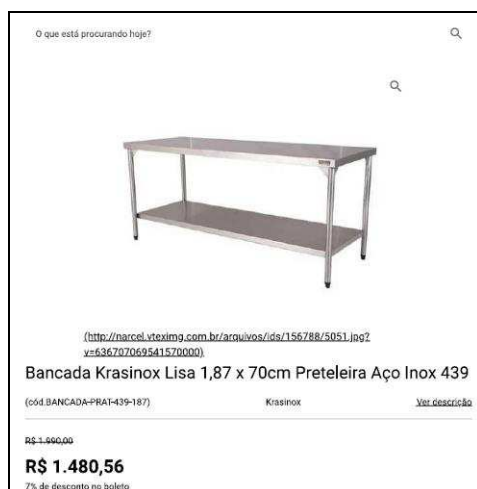 O que está procurando hoje?
(http://narcel.vteximg.com.br/arquivos/ids/156788/5051.jpg?
v=636707069541570000)
Bancada Krasinox Lisa 1,87 x 70cm Preteleira Aço Inox 439
(cód.BANCADA-PRAT-439-187)
Krasinox
Ver descrição
R$ 1.990,00
R$ 1.480,56
7% de desconto no boleto